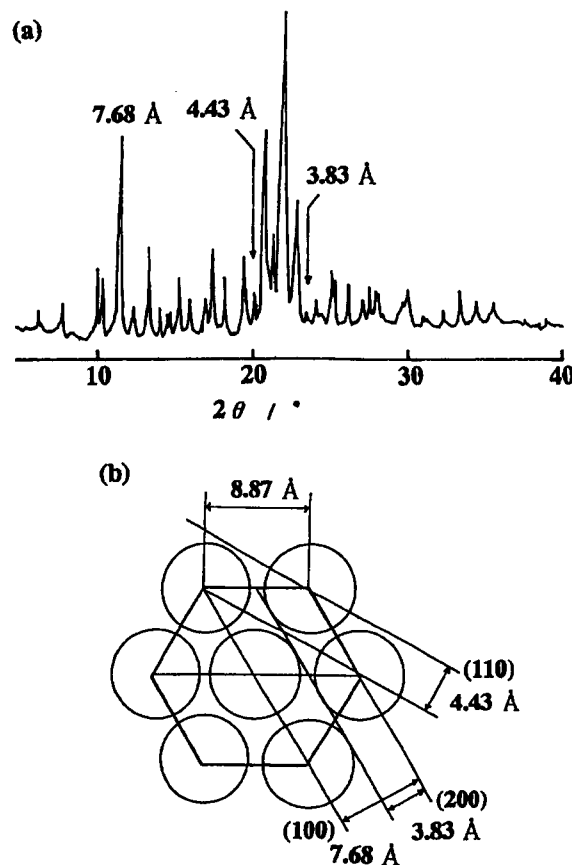 (a)
7.68 Å
4.43 Å
3.83 Å
10 20 30 40
2θ / °
(b)
8.87 Å
(110)
4.43 Å
(100) (200)
7.68 Å 3.83 Å